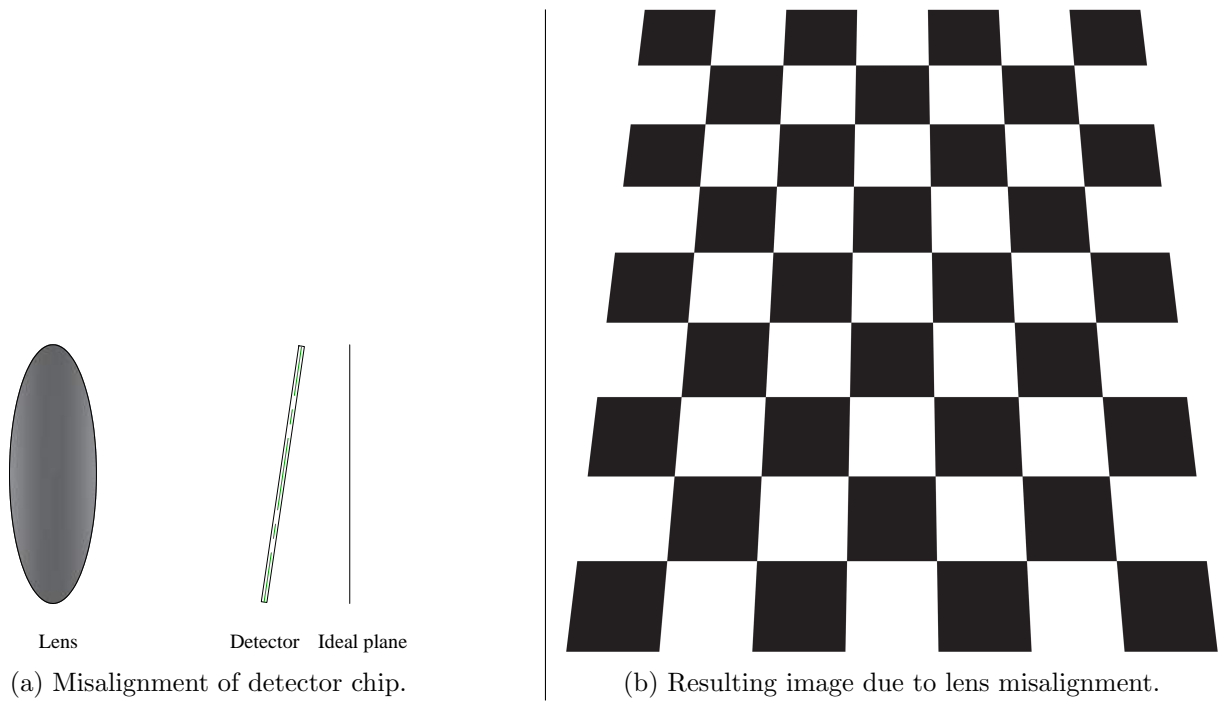 Lens
Detector
Ideal plane
(a) Misalignment of detector chip.
(b) Resulting image due to lens misalignment.